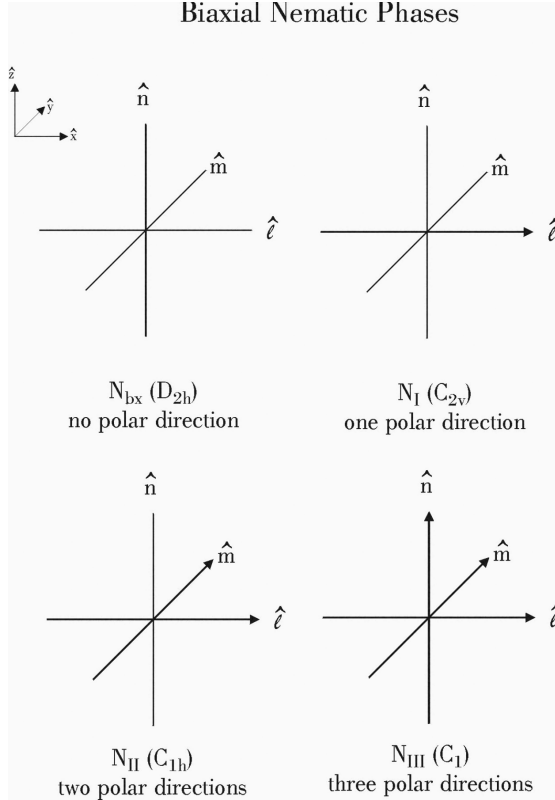 Biaxial Nematic Phases
ẑ
ŷ
x̂
n̂
m̂
ℓ̂
N_bx (D_2h)
no polar direction
n̂
m̂
ℓ̂
N_I (C_2v)
one polar direction
n̂
m̂
ℓ̂
N_II (C_1h)
two polar directions
n̂
m̂
ℓ̂
N_III (C_1)
three polar directions